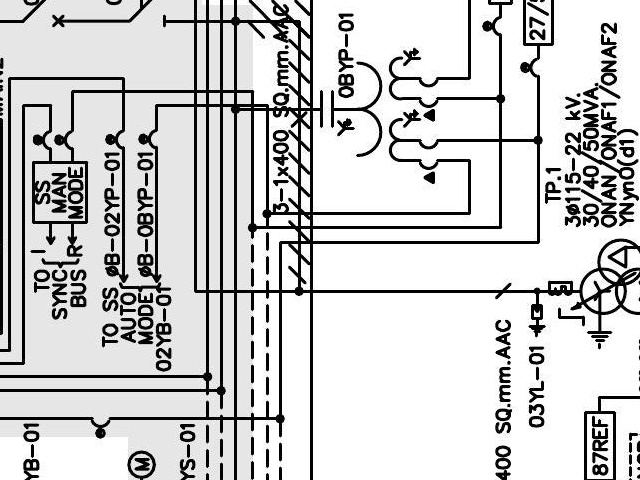 0BYP-01
27/
3-1x400 SQ.mm.AAC
TP.1
3Ø115-22 kV.
30/40/50MVA.
ONAN/ONAF1/ONAF2
YNyn0(d1)
SS
MAN
MODE
TO
SYNC
BUS
R
TO SS ØB-02YP-01
AUTO
MODE ØB-0BYP-01
02YB-01
400 SQ.mm.AAC
03YL-01
87REF
YB-01
M
YS-01